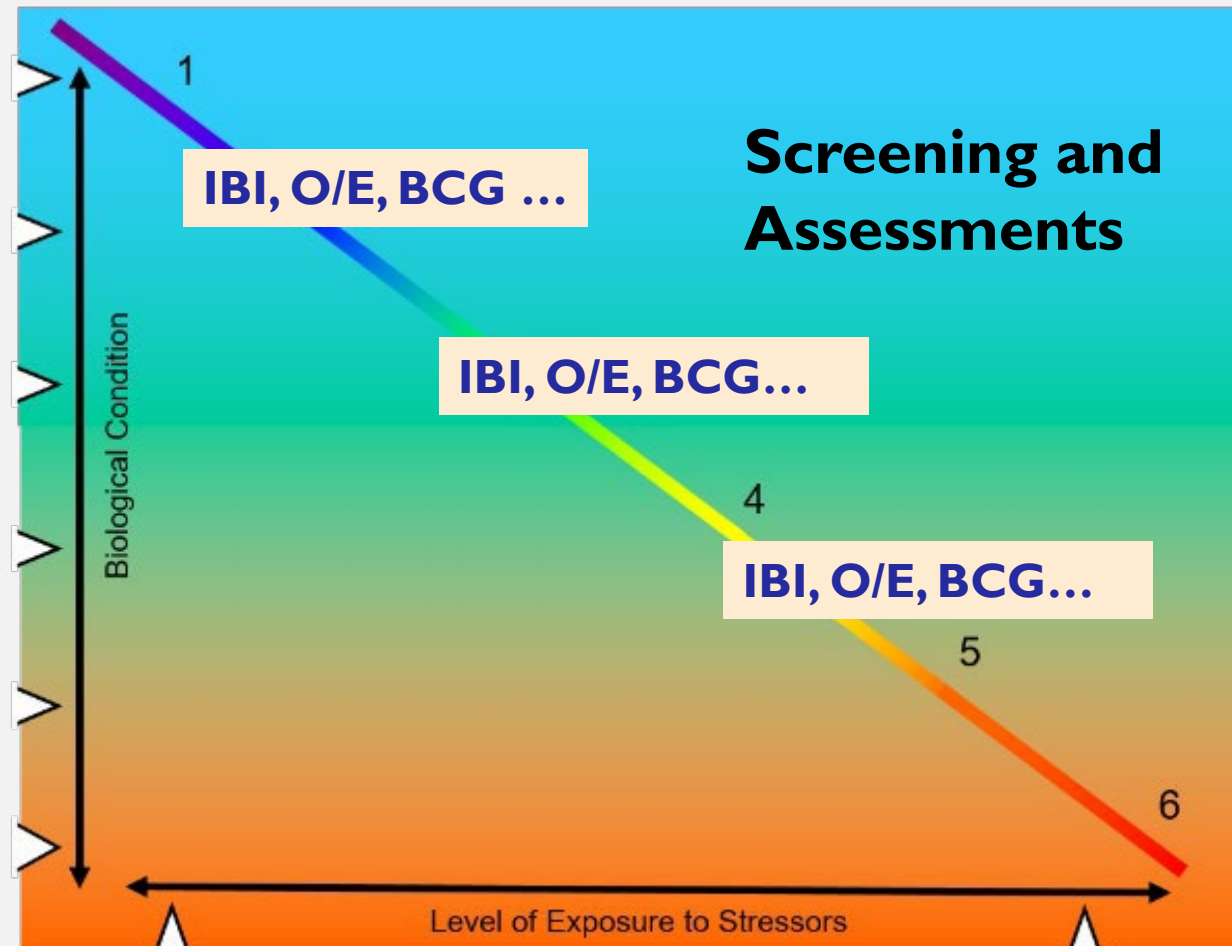 1
Screening and
Assessments
IBI, O/E, BCG ...
Biological Condition
IBI, O/E, BCG...
4
IBI, O/E, BCG...
5
6
Level of Exposure to Stressors